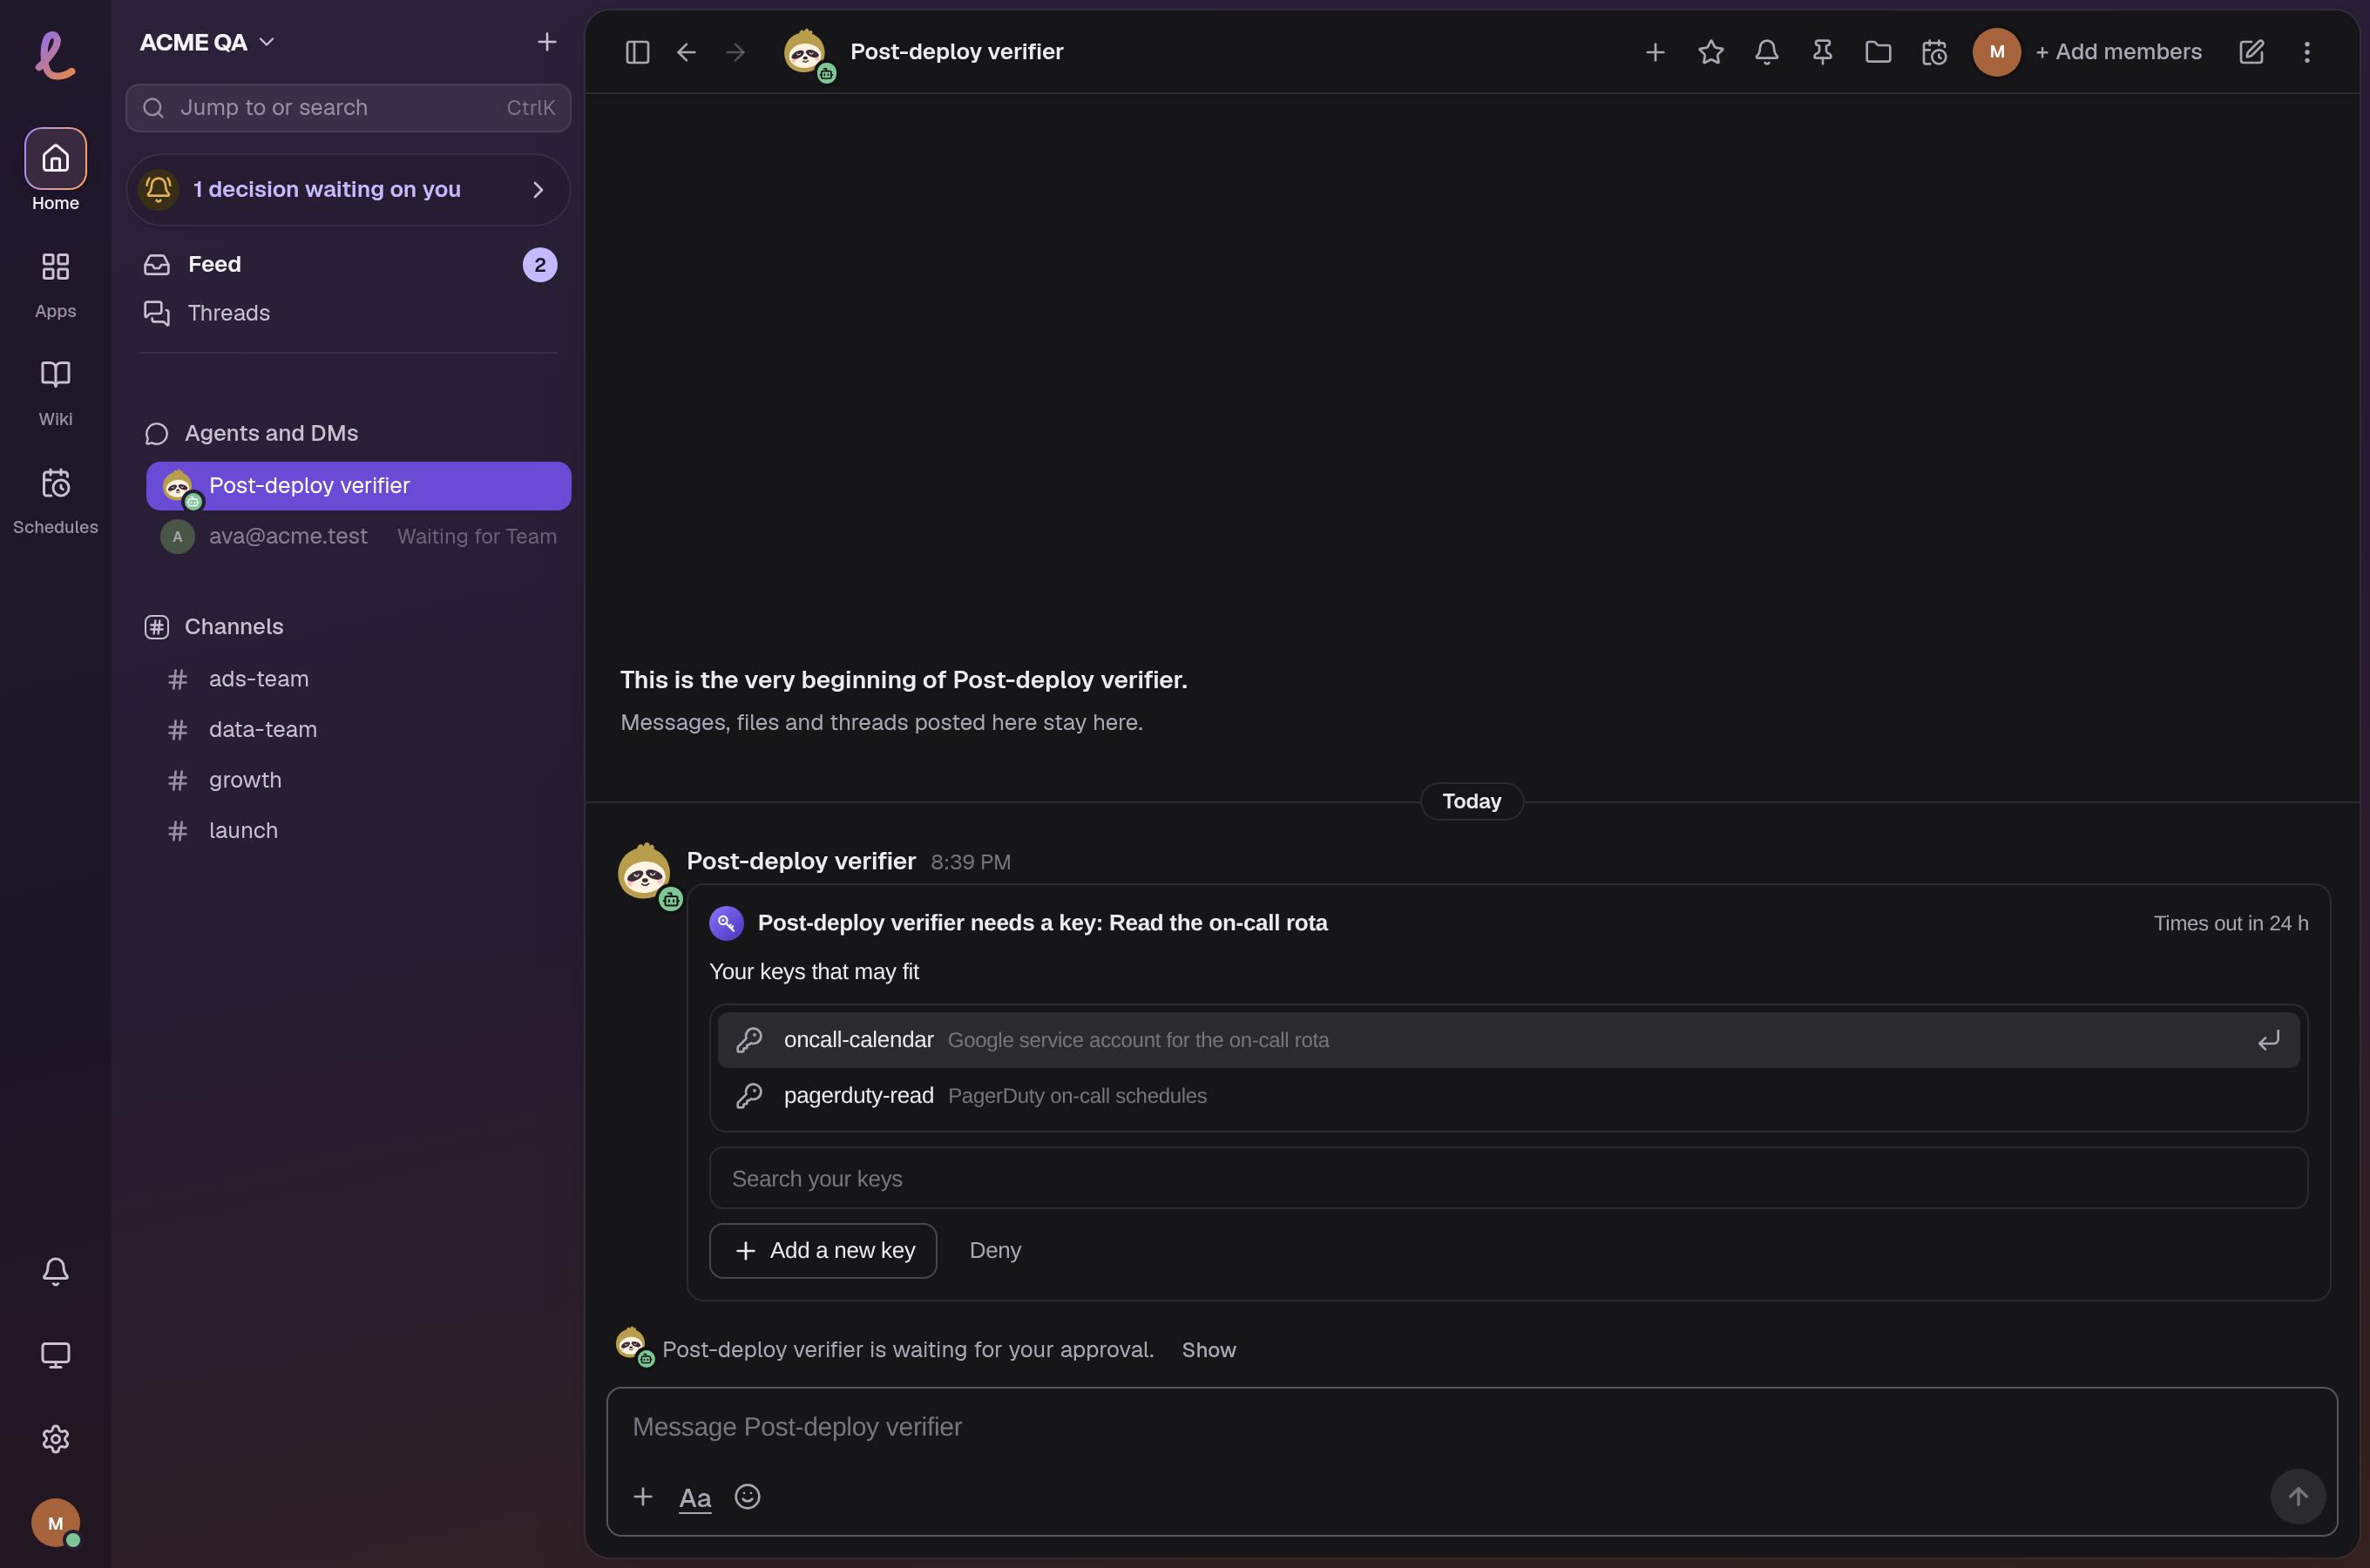 ACME QA
Jump to or search CtrlK
1 decision waiting on you
Feed 2
Threads
Home
Apps
Wiki
Schedules
Agents and DMs
Post-deploy verifier
A ava@acme.test Waiting for Team
Channels
ads-team
data-team
growth
launch
M
Post-deploy verifier
M + Add members
This is the very beginning of Post-deploy verifier.
Messages, files and threads posted here stay here.
Today
Post-deploy verifier 8:39 PM
Post-deploy verifier needs a key: Read the on-call rota Times out in 24 h
Your keys that may fit
oncall-calendar Google service account for the on-call rota
pagerduty-read PagerDuty on-call schedules
Search your keys
Add a new key Deny
Post-deploy verifier is waiting for your approval. Show
Message Post-deploy verifier
Aa